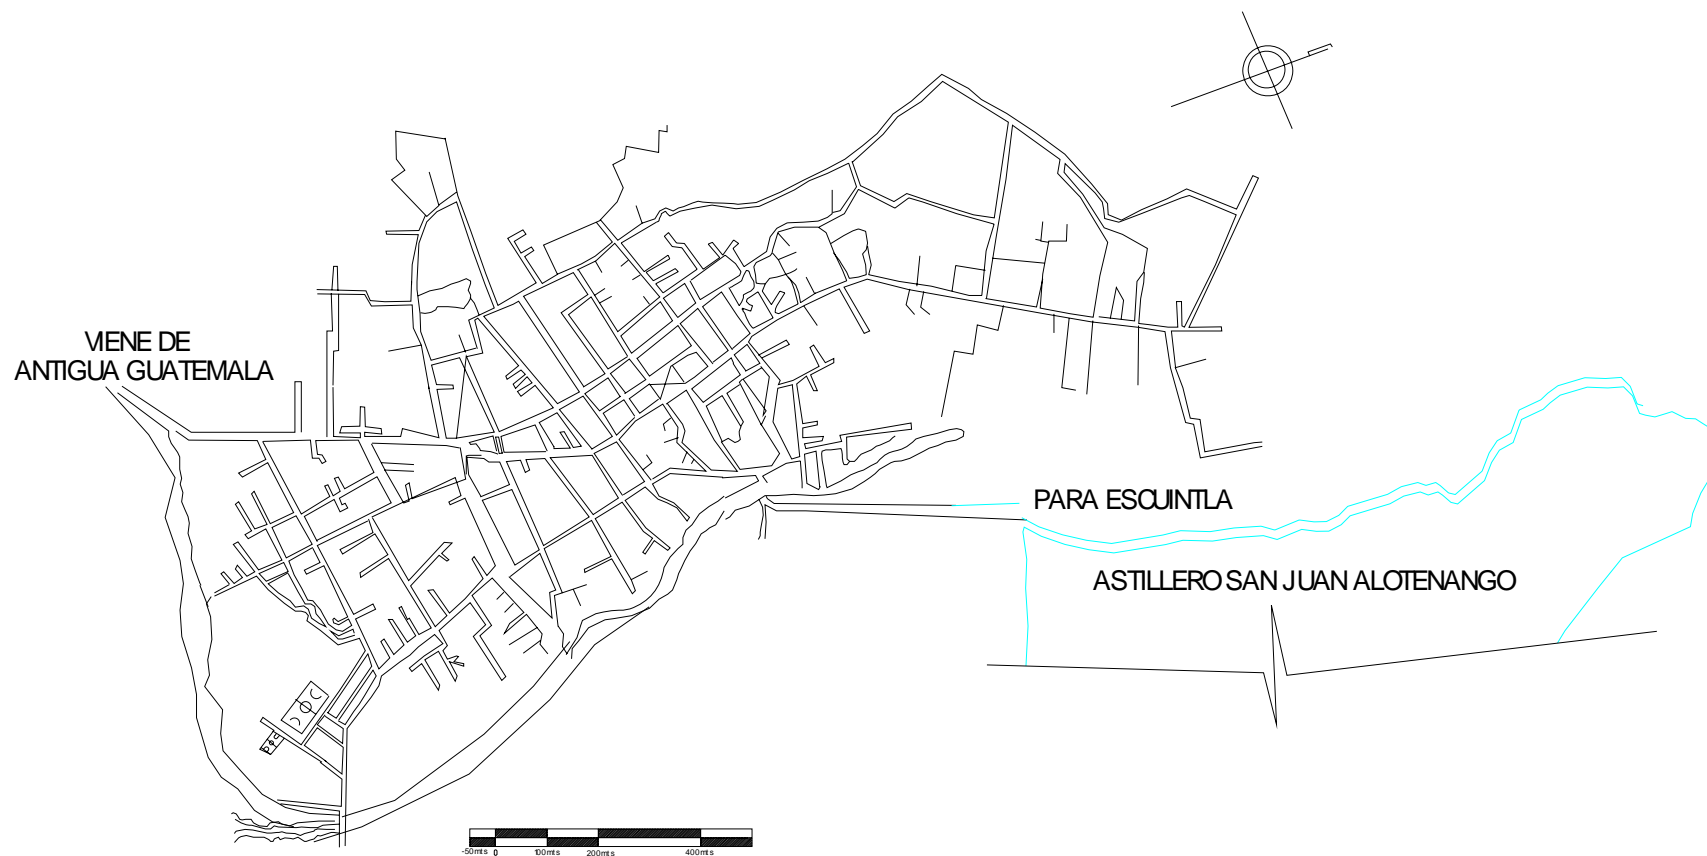 VIENE DE
ANTIGUA GUATEMALA
PARA ESCUINTLA
ASTILLERO SAN JUAN ALOTENANGO
-50mts 0 100mts 200mts 400mts